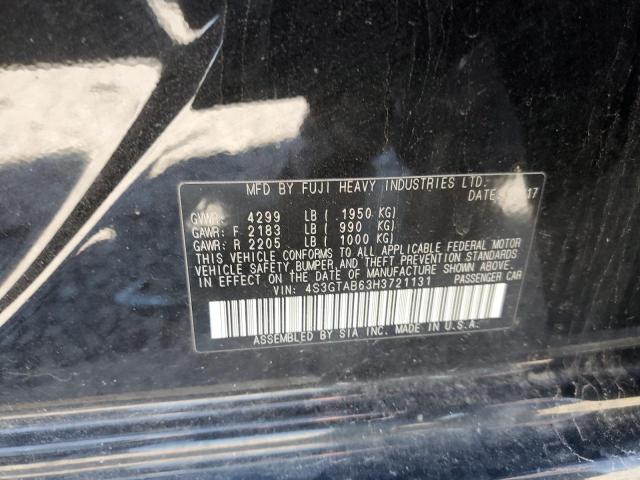 MFD BY FUJI HEAVY INDUSTRIES LTD.
DATE 17
GVWR: 4299 LB ( 1950 KG)
GAWR: F 2183 LB ( 990 KG)
GAWR: R 2205 LB ( 1000 KG)
THIS VEHICLE CONFORMS TO ALL APPLICABLE FEDERAL MOTOR
VEHICLE SAFETY, BUMPER, AND THEFT PREVENTION STANDARDS
IN EFFECT ON THE DATE OF MANUFACTURE SHOWN ABOVE.
VIN: 4S3GTAB63H3721131 PASSENGER CAR
ASSEMBLED BY SIA INC. MADE IN U.S.A.